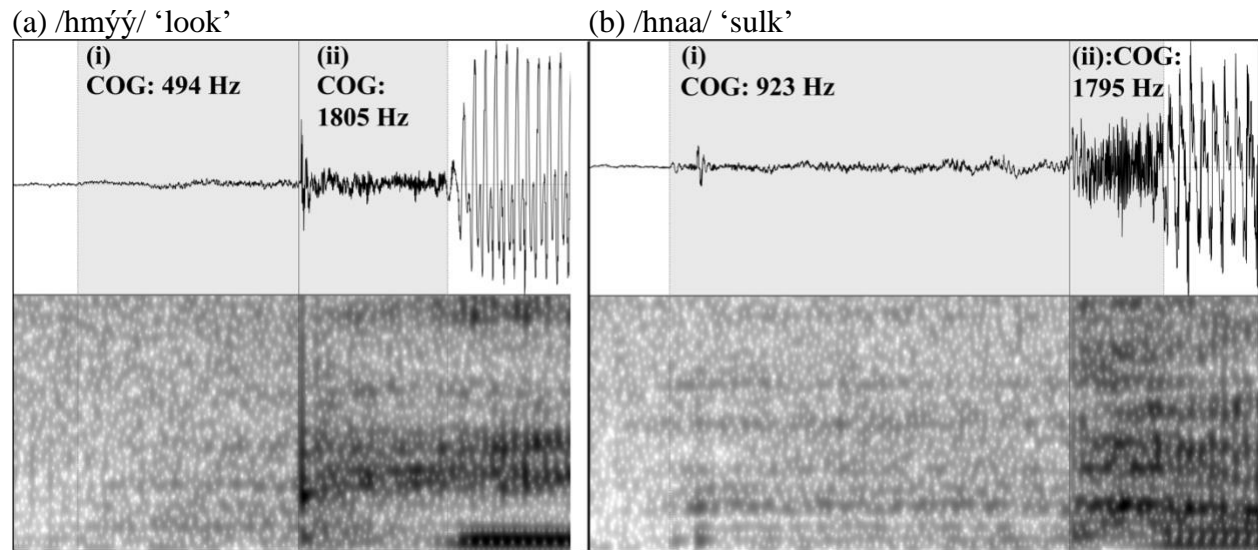 (a) /hmýý/ ‘look’
(i)
COG: 494 Hz
(ii)
COG:
1805 Hz
(b) /hnaa/ ‘sulk’
(i)
COG: 923 Hz
(ii):COG:
1795 Hz